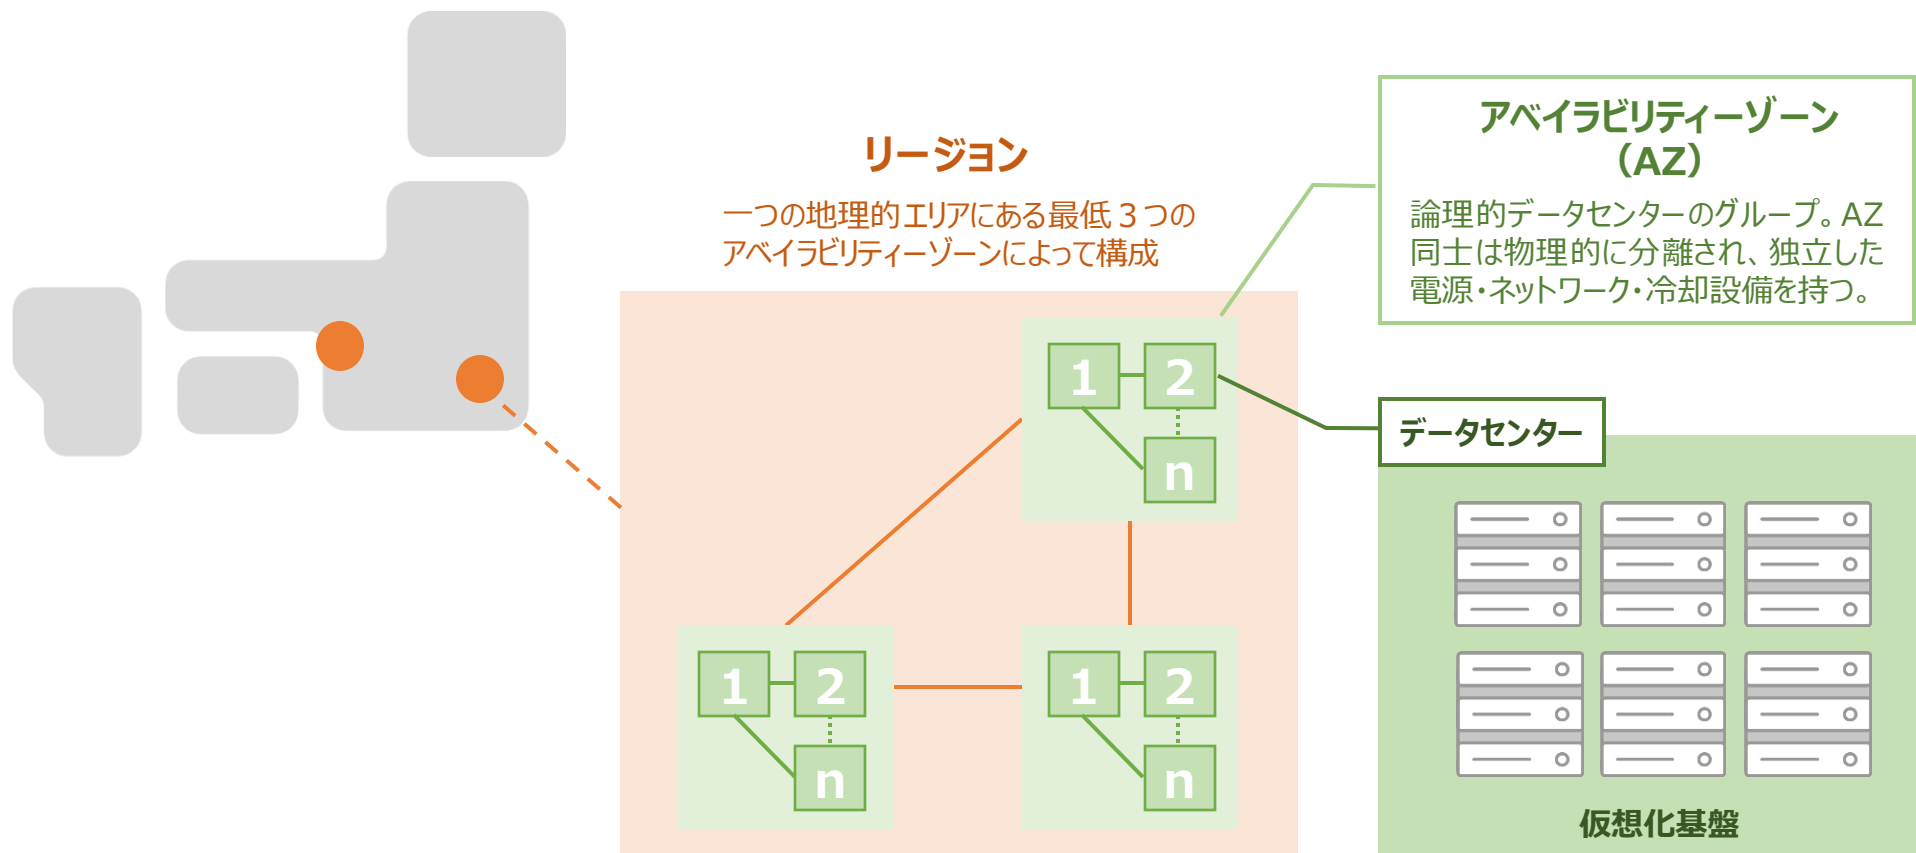 リージョン
一つの地理的エリアにある最低3つの
アベイラビリティーゾーンによって構成
アベイラビリティーゾーン
（AZ）
論理的データセンターのグループ。AZ
同士は物理的に分離され、独立した
電源・ネットワーク・冷却設備を持つ。
1
2
n
データセンター
1
2
n
1
2
n
仮想化基盤